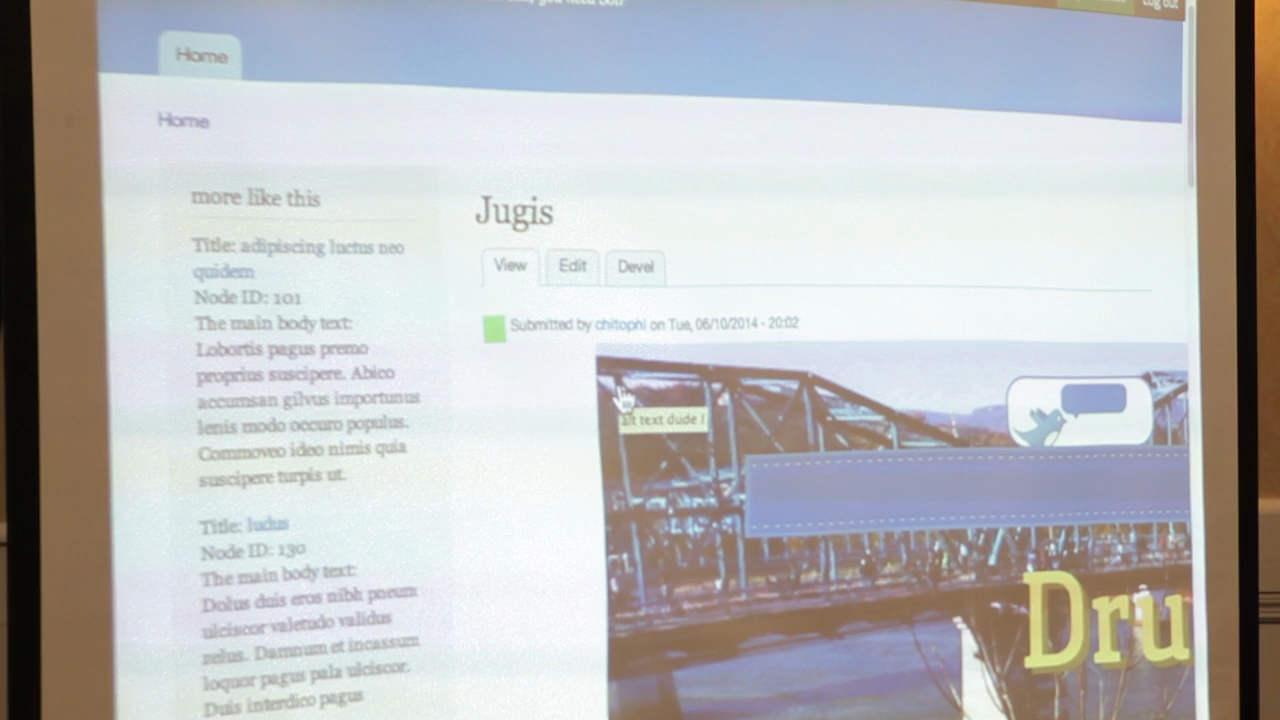 Log out
Home
Home
more like this
Title: adipiscing luctus neo
quidem
Node ID: 101
The main body text:
Lobortis pagus premo
proprius suscipere. Abico
accumsan gilvus importunus
lenis modo occuro populus.
Commoveo ideo nimis quia
suscipere turpis ut.
Title: ludus
Node ID: 130
The main body text:
Dolus duis eros nibh pneum
ulciscor valetudo validus
zelus. Damnum et incassum
loquor pagus pala ulciscor.
Duis interdico pagus
Jugis
View Edit Devel
Submitted by chitophi on Tue, 06/10/2014 - 20:02
alt text dude !
Dru